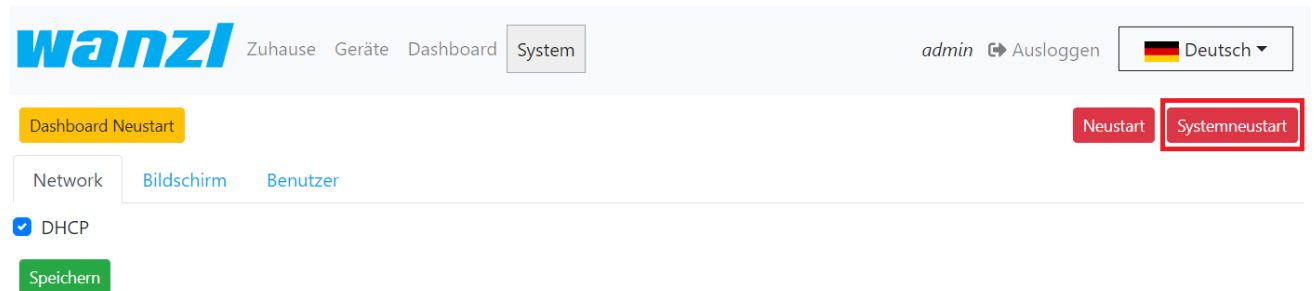 wanzl Zuhause Geräte Dashboard System admin Ausloggen Deutsch
Dashboard Neustart Neustart Systemneustart
Network Bildschirm Benutzer
DHCP
Speichern